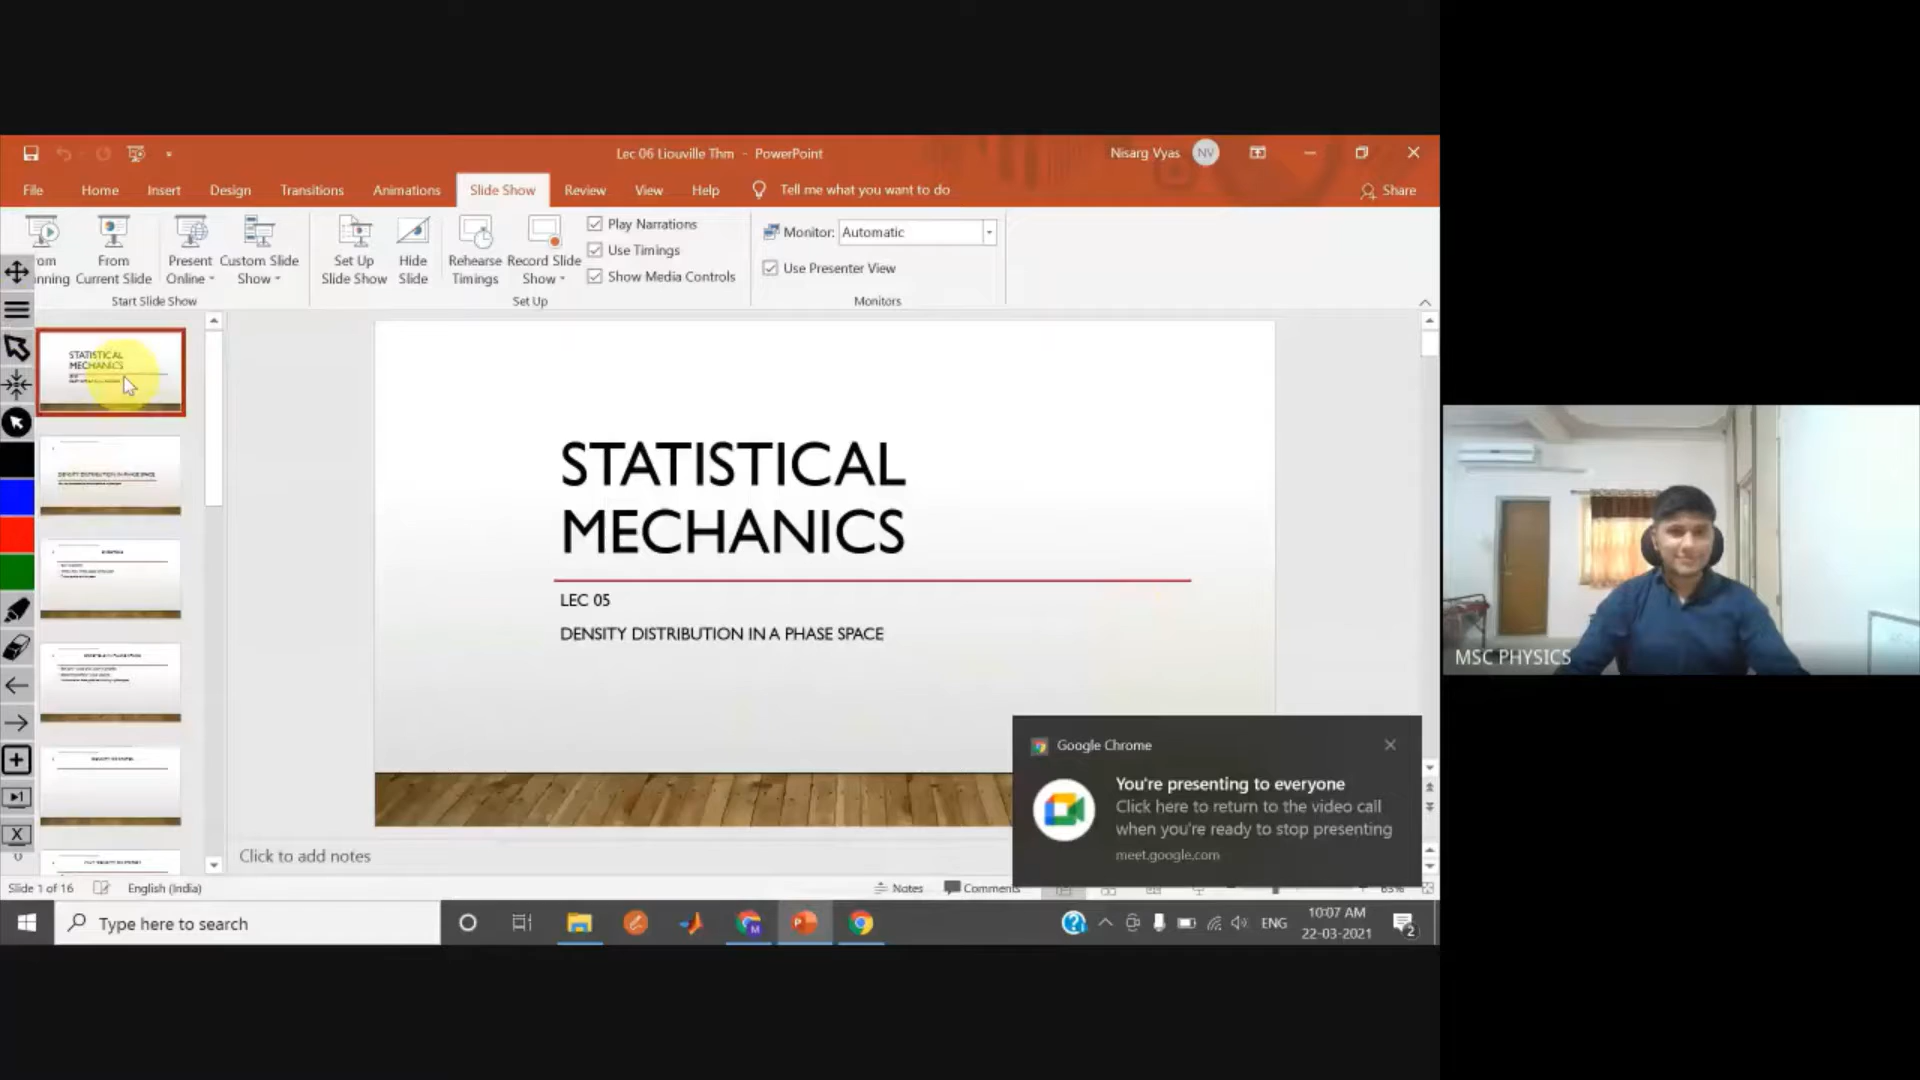 Lec 06 Liouville Thm - PowerPoint
Nisarg Vyas NV
File Home Insert Design Transitions Animations Slide Show Review View Help Tell me what you want to do Share
From Current Slide
Present Online
Custom Slide Show
Set Up Slide Show
Hide Slide
Rehearse Timings
Record Slide Show
Play Narrations
Use Timings
Show Media Controls
Monitor: Automatic
Use Presenter View
Start Slide Show
Set Up
Monitors
STATISTICAL
MECHANICS
DENSITY DISTRIBUTION IN A PHASE SPACE
STATISTICAL
MECHANICS
LEC 05
DENSITY DISTRIBUTION IN A PHASE SPACE
Google Chrome
You're presenting to everyone
Click here to return to the video call
when you're ready to stop presenting
meet.google.com
MSC PHYSICS
Click to add notes
Slide 1 of 16 English (India) Notes Comments
Type here to search
ENG
10:07 AM
22-03-2021
2